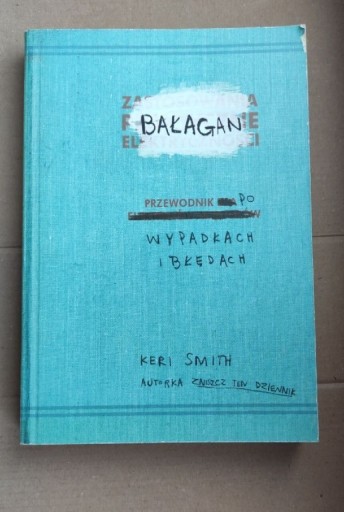 BAŁAGAN
PRZEWODNIK PO
WYPADKACH
I BŁĘDACH
KERI SMITH
AUTORKA ZNISZCZ TEN DZIENNIK